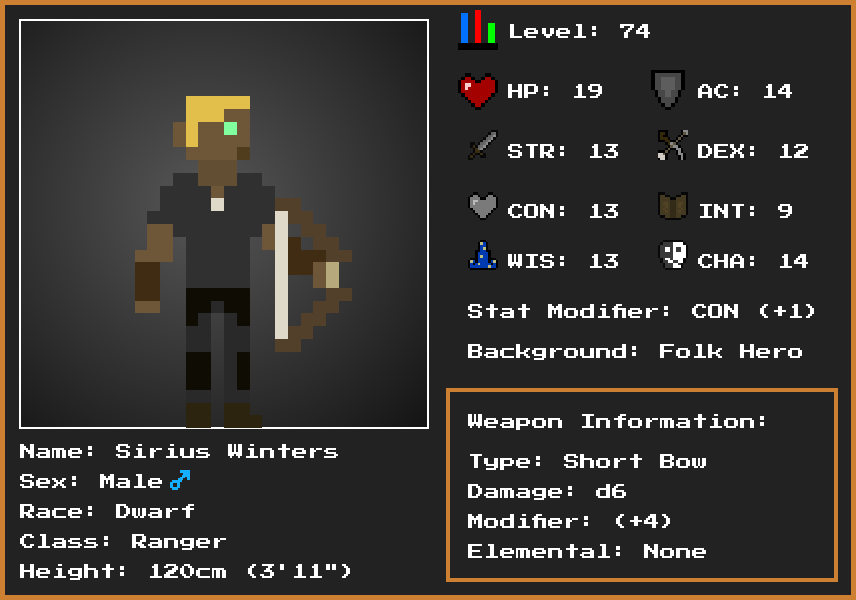 Level: 74
HP: 19
AC: 14
STR: 13
DEX: 12
CON: 13
INT: 9
WIS: 13
CHA: 14
Stat Modifier: CON (+1)
Background: Folk Hero
Name: Sirius Winters
Sex: Male♂
Race: Dwarf
Class: Ranger
Height: 120cm (3'11")
Weapon Information:
Type: Short Bow
Damage: d6
Modifier: (+4)
Elemental: None